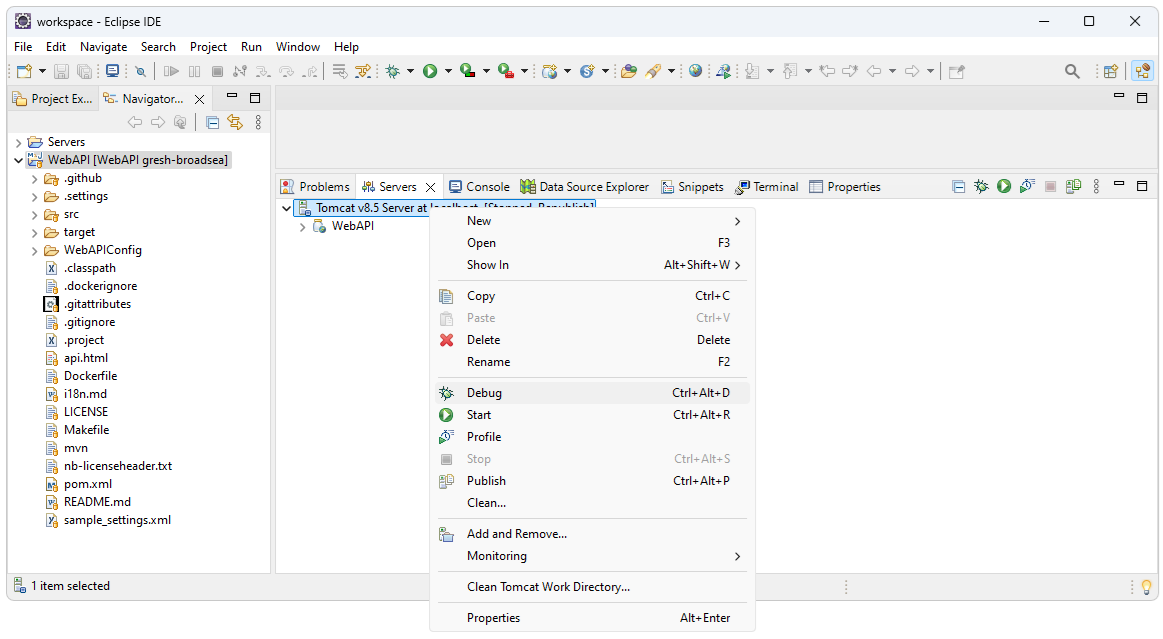 workspace - Eclipse IDE
File Edit Navigate Search Project Run Window Help
Project Ex... Navigator...
Servers
WebAPI [WebAPI gresh-broadsea]
.github
.settings
src
target
WebAPIConfig
.classpath
.dockerignore
.gitattributes
.gitignore
.project
api.html
Dockerfile
i18n.md
LICENSE
Makefile
mvn
nb-licenseheader.txt
pom.xml
README.md
sample_settings.xml
Problems Servers Console Data Source Explorer Snippets Terminal Properties
Tomcat v8.5 Server at localhost [Stopped, Republish]
WebAPI
New
Open F3
Show In Alt+Shift+W
Copy Ctrl+C
Paste Ctrl+V
Delete Delete
Rename F2
Debug Ctrl+Alt+D
Start Ctrl+Alt+R
Profile
Stop Ctrl+Alt+S
Publish Ctrl+Alt+P
Clean...
Add and Remove...
Monitoring
Clean Tomcat Work Directory...
Properties Alt+Enter
1 item selected